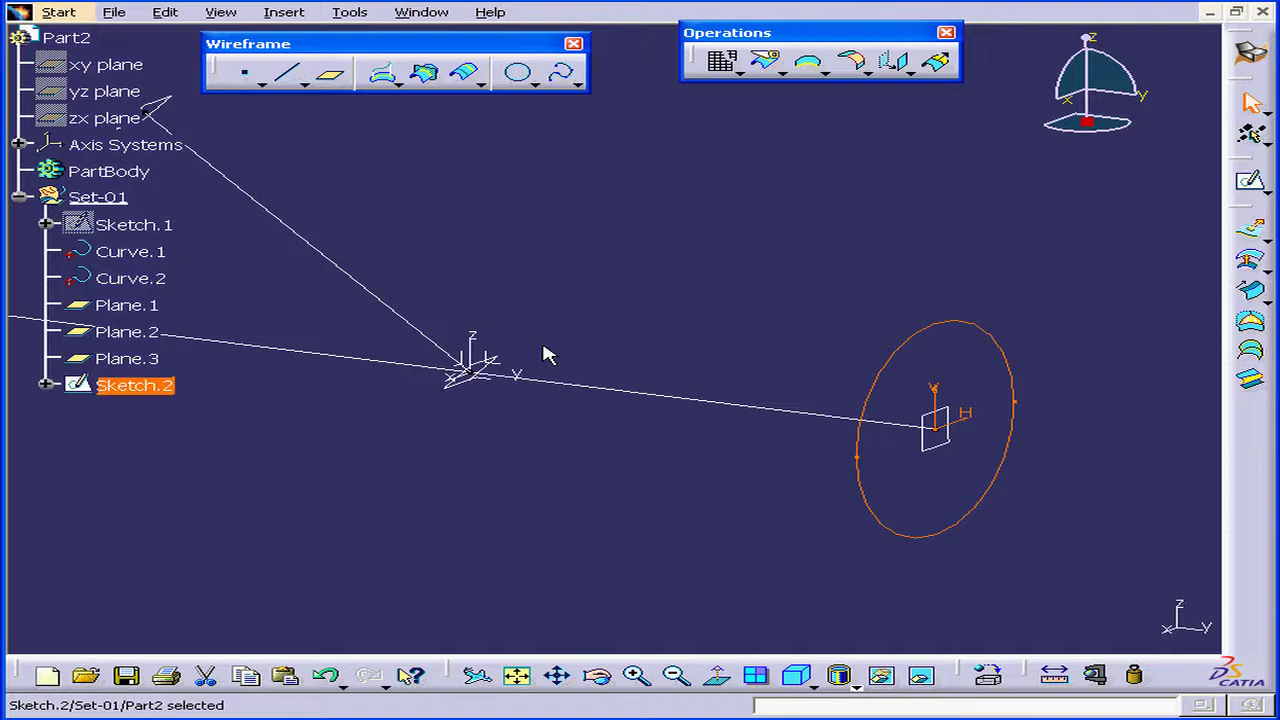 Start File Edit View Insert Tools Window Help
Wireframe
Operations
Part2
xy plane
yz plane
zx plane
Axis Systems
PartBody
Set-01
Sketch.1
Curve.1
Curve.2
Plane.1
Plane.2
Plane.3
Sketch.2
z
x y
z
x y
V
H
z
x y
DS CATIA
Sketch.2/Set-01/Part2 selected